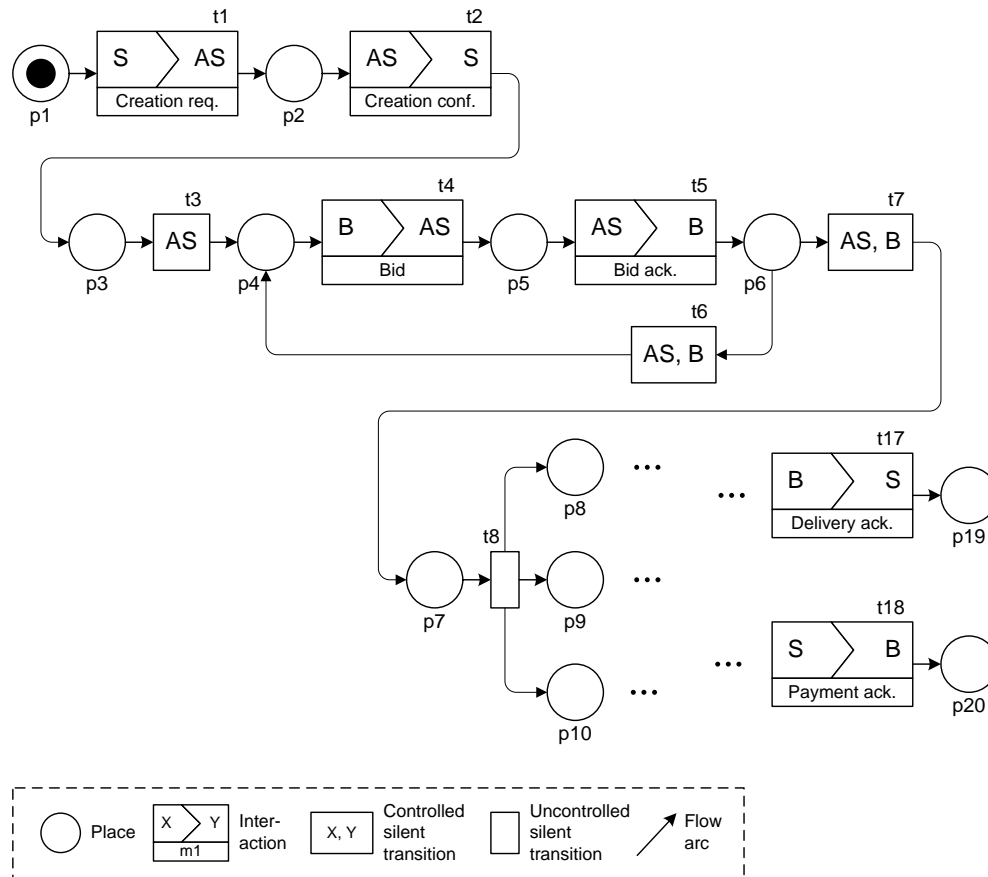 t1
t2
S
AS
AS
S
Creation req.
Creation conf.
p1
p2
t3
t4
t5
t7
AS
B
AS
AS
B
AS, B
Bid
Bid ack.
p3
p4
p5
p6
t6
AS, B
t17
B
S
Delivery ack.
p8
p19
t8
t18
p7
p9
S
B
Payment ack.
p10
p20
Place
X
Y
m1
Inter-
action
X, Y
Controlled
silent
transition
Uncontrolled
silent
transition
Flow
arc